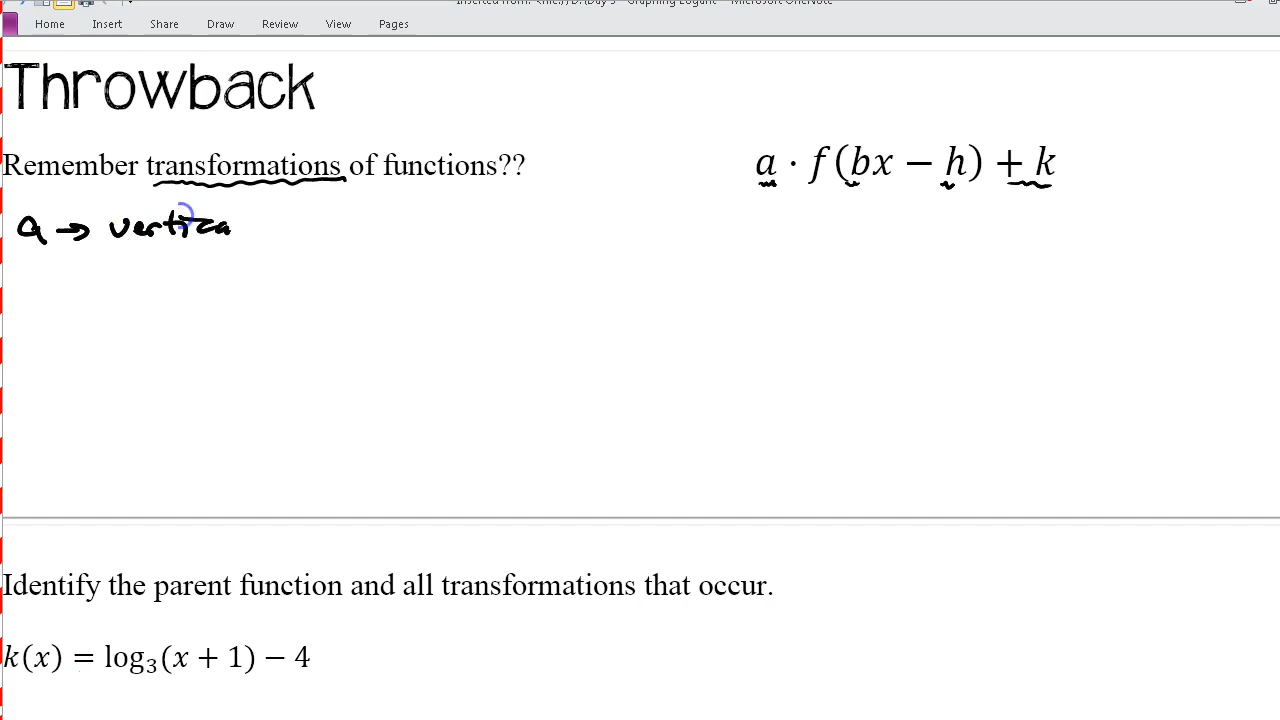 Home Insert Share Draw Review View Pages
Throwback
Remember transformations of functions??
a · f(bx − h) + k
a → vertica
Identify the parent function and all transformations that occur.
k(x) = log₃(x + 1) − 4